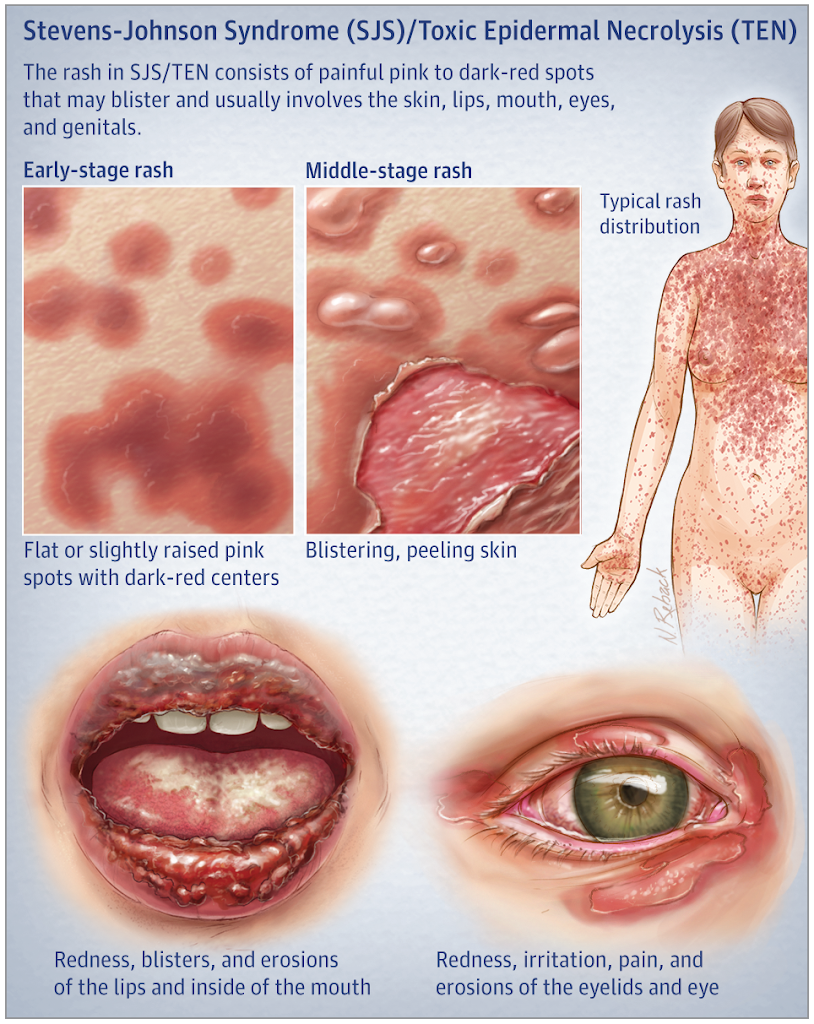 Stevens-Johnson Syndrome (SJS)/Toxic Epidermal Necrolysis (TEN)
The rash in SJS/TEN consists of painful pink to dark-red spots
that may blister and usually involves the skin, lips, mouth, eyes,
and genitals.
Early-stage rash
Middle-stage rash
Typical rash
distribution
Flat or slightly raised pink
spots with dark-red centers
Blistering, peeling skin
N Reback
Redness, blisters, and erosions
of the lips and inside of the mouth
Redness, irritation, pain, and
erosions of the eyelids and eye